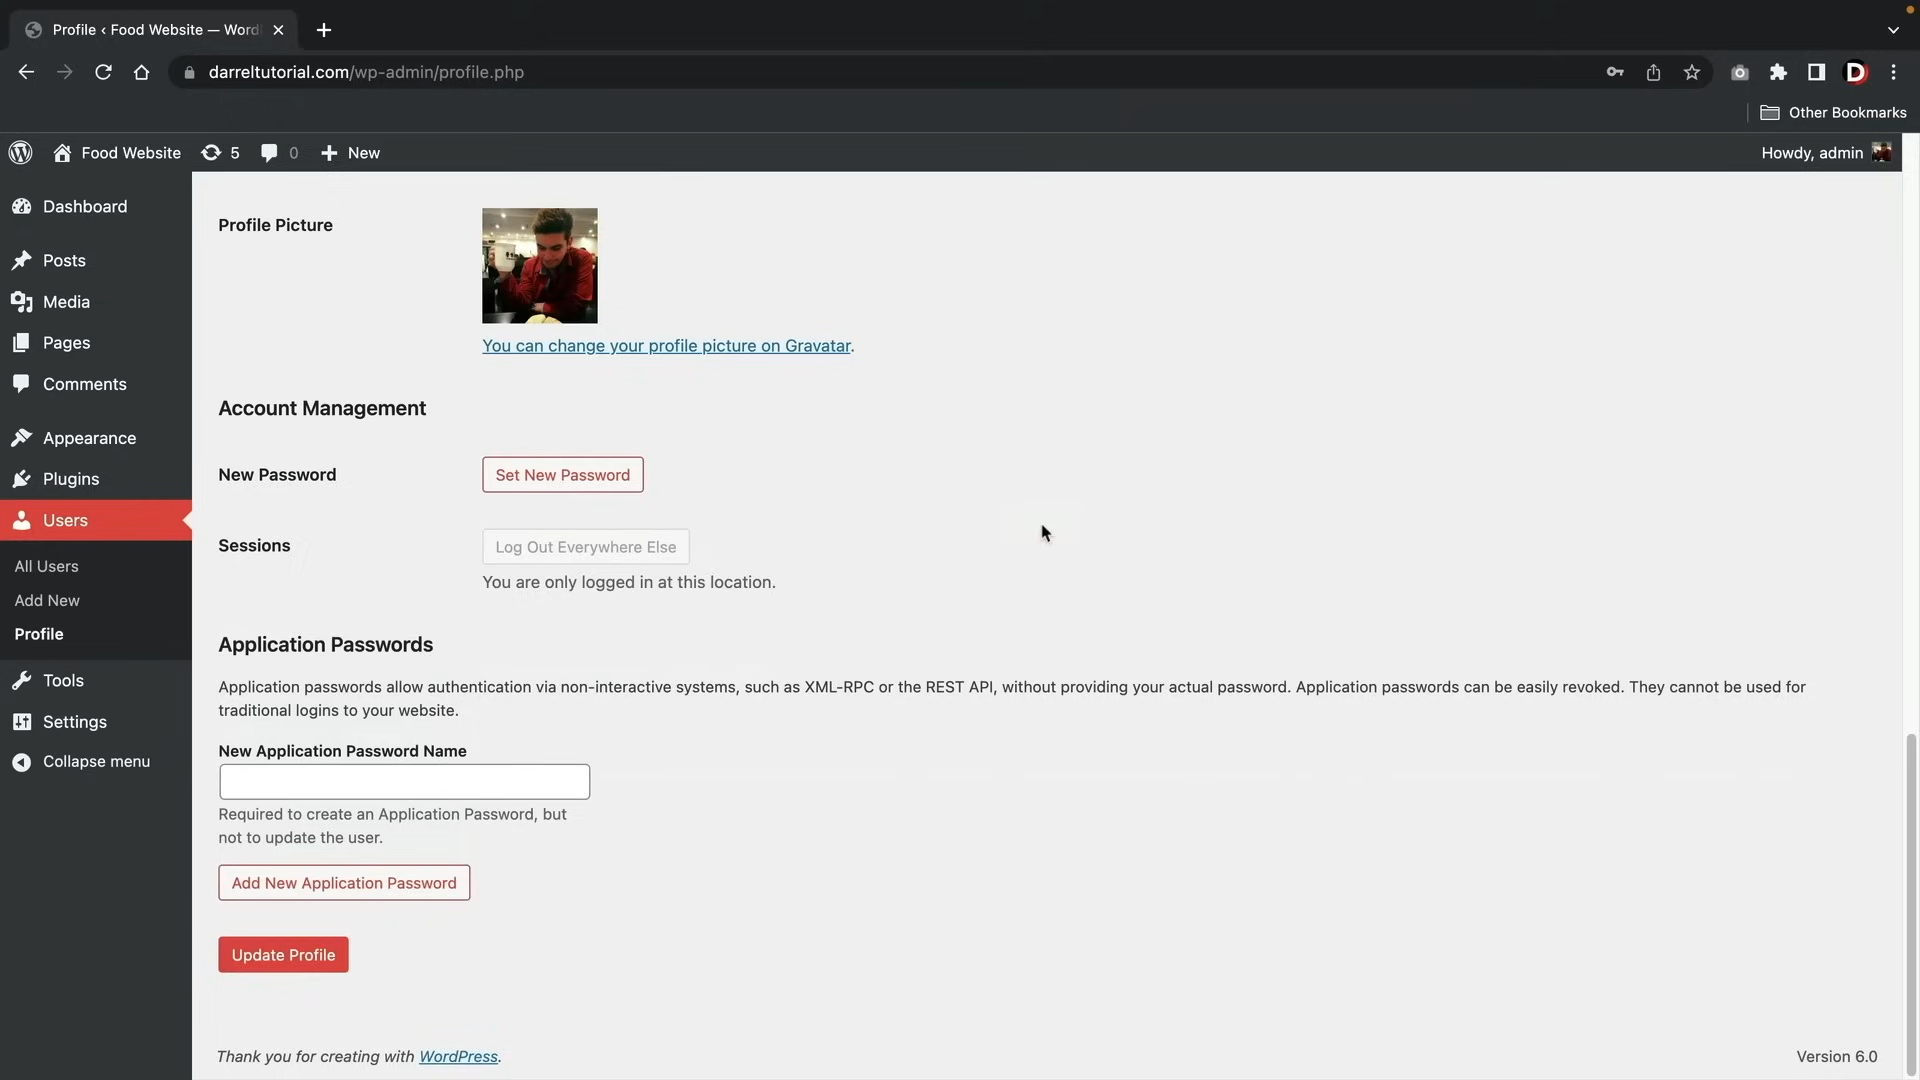 Profile ‹ Food Website — Word
darreltutorial.com/wp-admin/profile.php
D
Other Bookmarks
Food Website
5
0
New
Howdy, admin
Dashboard
Posts
Media
Pages
Comments
Appearance
Plugins
Users
All Users
Add New
Profile
Tools
Settings
Collapse menu
Profile Picture
You can change your profile picture on Gravatar.
Account Management
New Password
Set New Password
Sessions
Log Out Everywhere Else
You are only logged in at this location.
Application Passwords
Application passwords allow authentication via non-interactive systems, such as XML-RPC or the REST API, without providing your actual password. Application passwords can be easily revoked. They cannot be used for
traditional logins to your website.
New Application Password Name
Required to create an Application Password, but
not to update the user.
Add New Application Password
Update Profile
Thank you for creating with WordPress.
Version 6.0